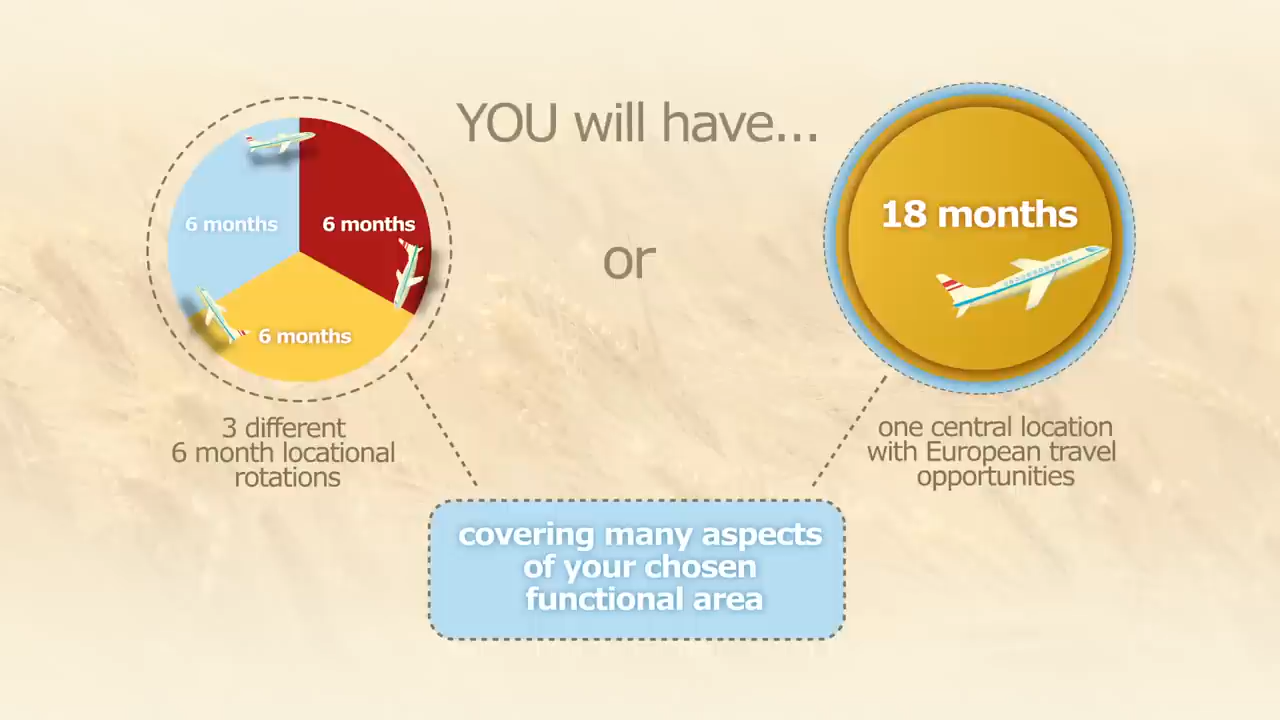 YOU will have...
6 months
6 months
6 months
or
18 months
3 different
6 month locational
rotations
one central location
with European travel
opportunities
covering many aspects
of your chosen
functional area